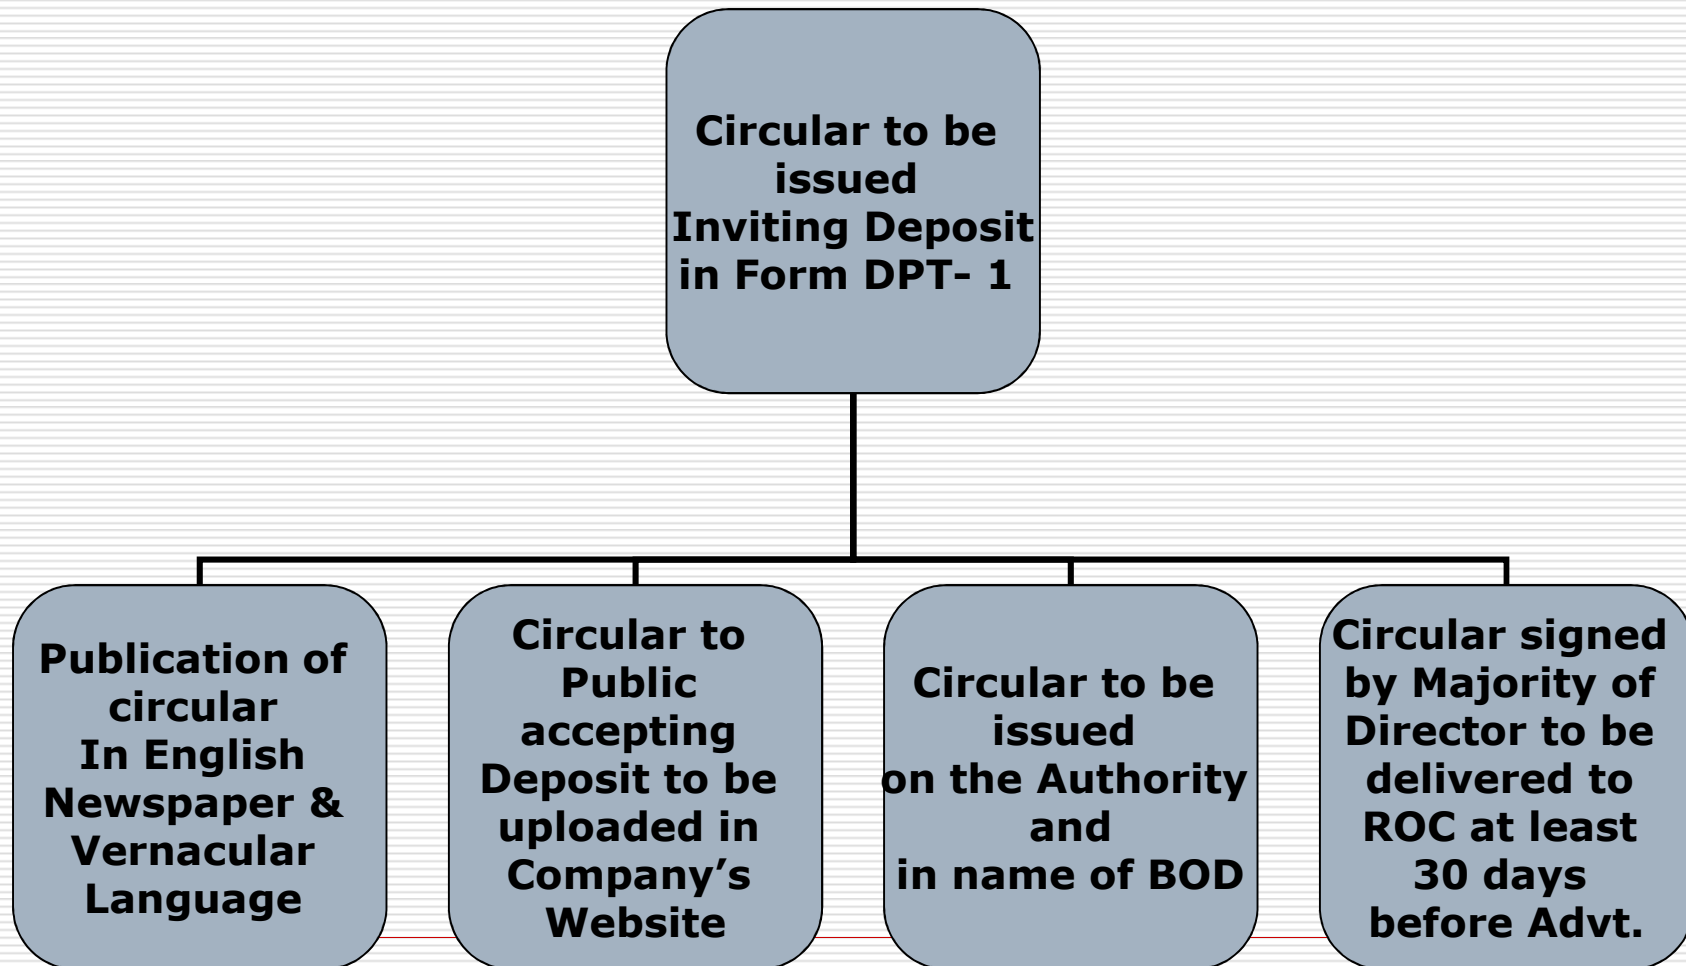 Circular to be
issued
Inviting Deposit
in Form DPT- 1
Publication of
circular
In English
Newspaper &
Vernacular
Language
Circular to
Public
accepting
Deposit to be
uploaded in
Company’s
Website
Circular to be
issued
on the Authority
and
in name of BOD
Circular signed
by Majority of
Director to be
delivered to
ROC at least
30 days
before Advt.